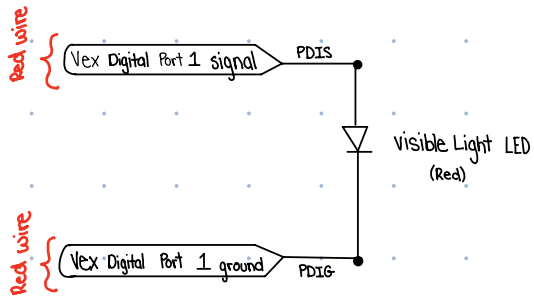 Red wire
Vex Digital Port 1 signal
PDIS
Visible Light LED
(Red)
Red wire
Vex Digital Port 1 ground
PDIG